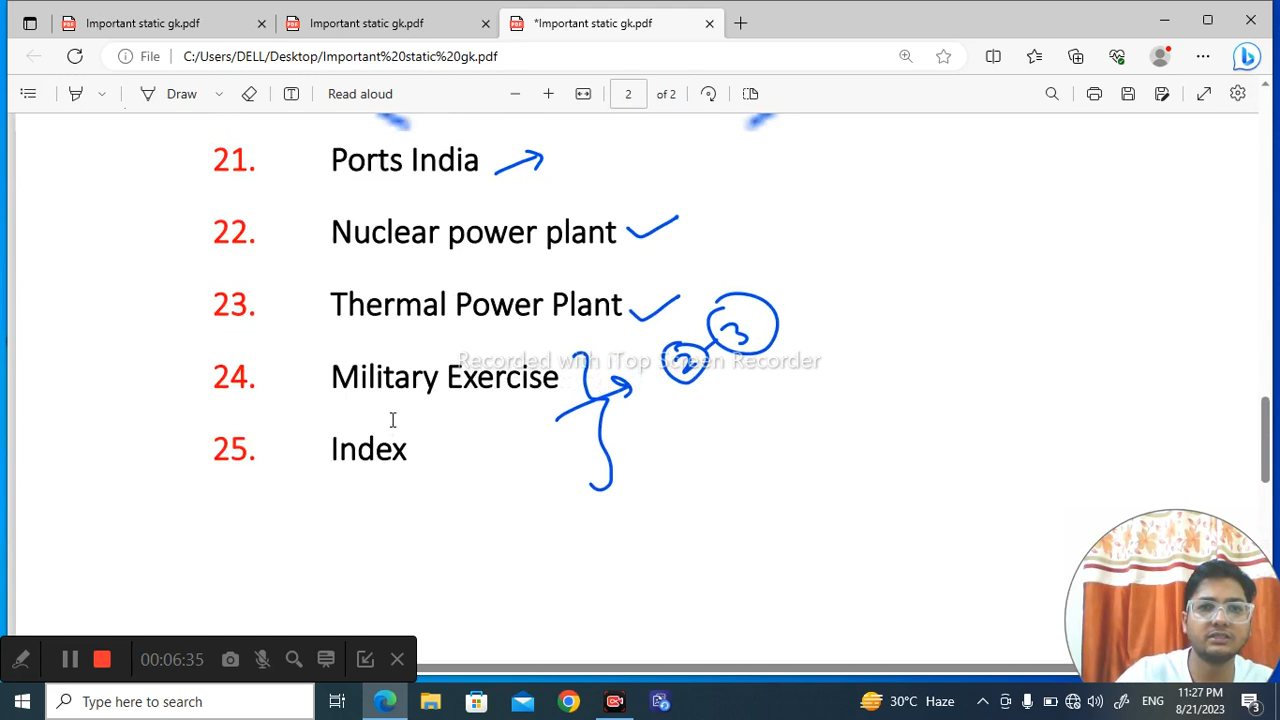 Important static gk.pdf
Important static gk.pdf
*Important static gk.pdf
File C:/Users/DELL/Desktop/Important%20static%20gk.pdf
Draw
Read aloud
2 of 2
21. Ports India
22. Nuclear power plant
23. Thermal Power Plant
3
Recorded with iTop Screen Recorder
2
24. Military Exercise
25. Index
00:06:35
Type here to search
30°C Haze
ENG
11:27 PM
8/21/2023
3